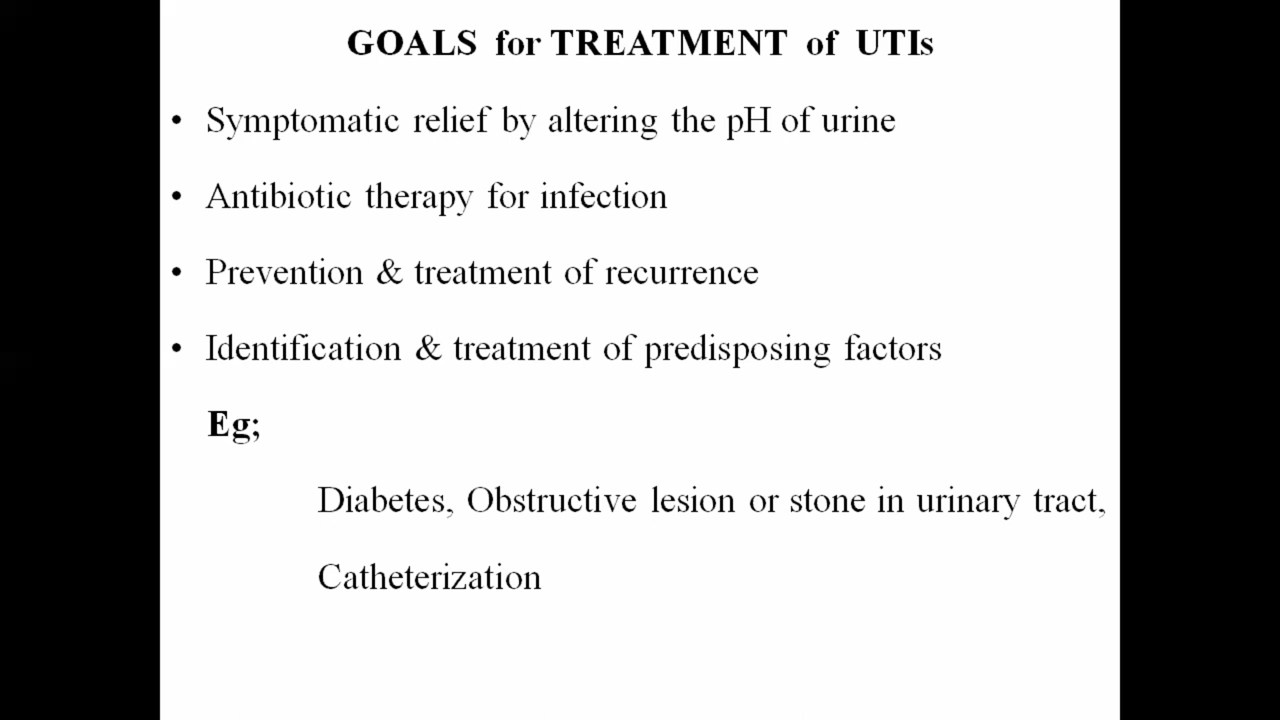 GOALS for TREATMENT of UTIs
• Symptomatic relief by altering the pH of urine
• Antibiotic therapy for infection
• Prevention & treatment of recurrence
• Identification & treatment of predisposing factors
Eg;
Diabetes, Obstructive lesion or stone in urinary tract,
Catheterization